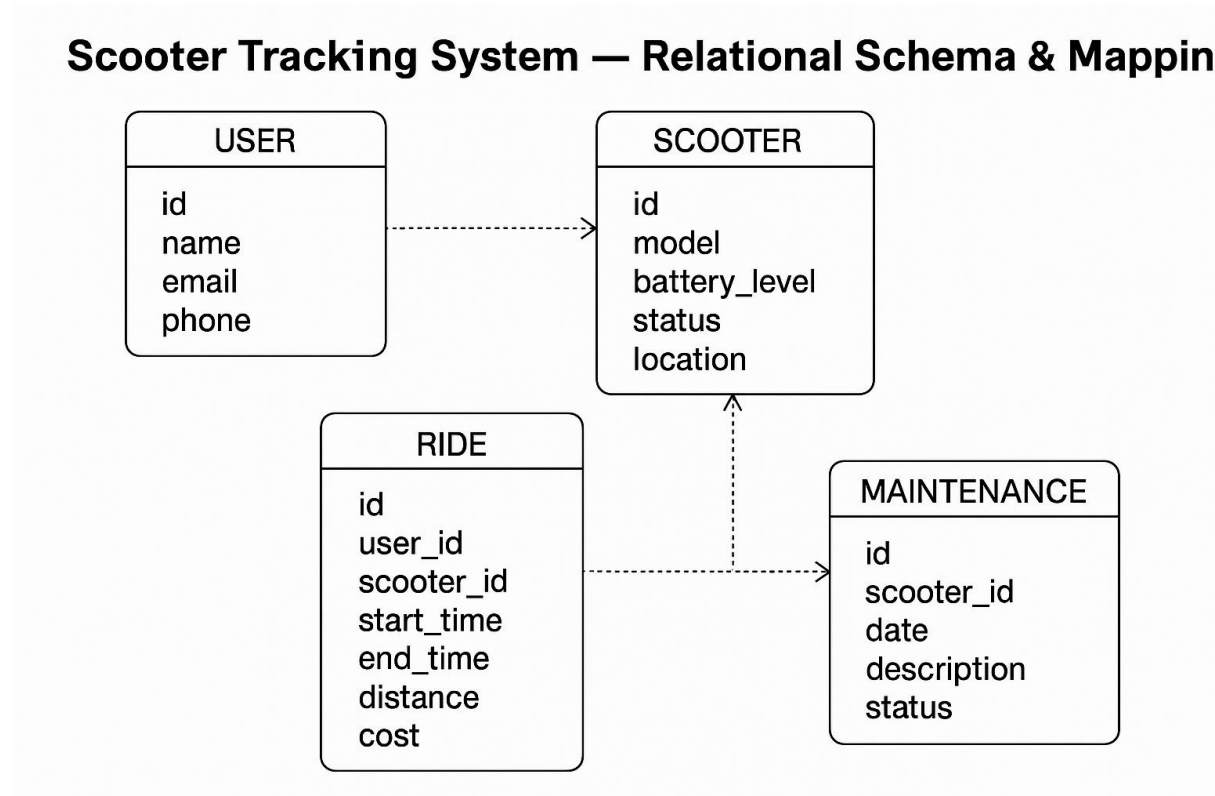 Scooter Tracking System — Relational Schema & Mappin
USER
id
name
email
phone
SCOOTER
id
model
battery_level
status
location
RIDE
id
user_id
scooter_id
start_time
end_time
distance
cost
MAINTENANCE
id
scooter_id
date
description
status